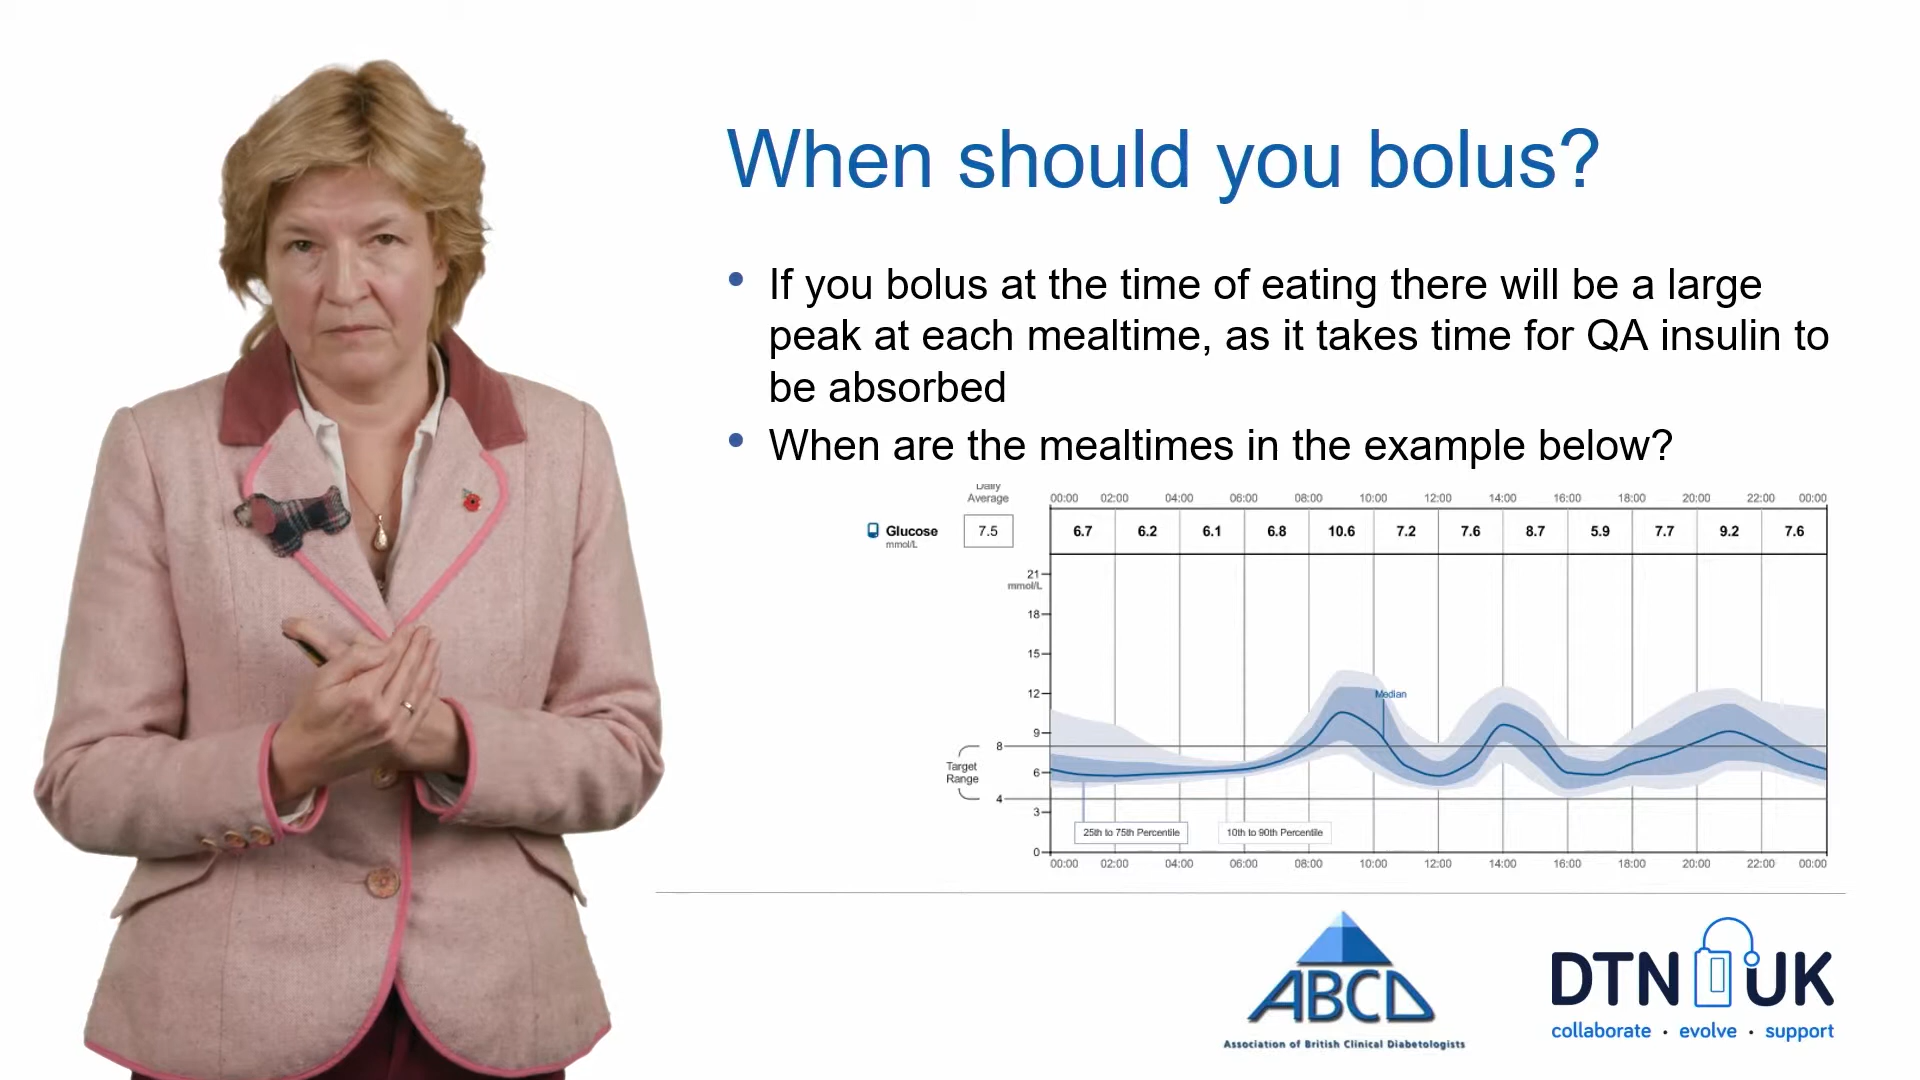 When should you bolus?
• If you bolus at the time of eating there will be a large
peak at each mealtime, as it takes time for QA insulin to
be absorbed
• When are the mealtimes in the example below?
Daily
Average
00:00 02:00 04:00 06:00 08:00 10:00 12:00 14:00 16:00 18:00 20:00 22:00 00:00
Glucose
mmol/L
7.5
6.7 6.2 6.1 6.8 10.6 7.2 7.6 8.7 5.9 7.7 9.2 7.6
21
mmol/L
18
15
12
Median
9
8
Target
Range
6
4
3
25th to 75th Percentile
10th to 90th Percentile
0
00:00 02:00 04:00 06:00 08:00 10:00 12:00 14:00 16:00 18:00 20:00 22:00 00:00
ABCD
Association of British Clinical Diabetologists
DTN UK
collaborate · evolve · support